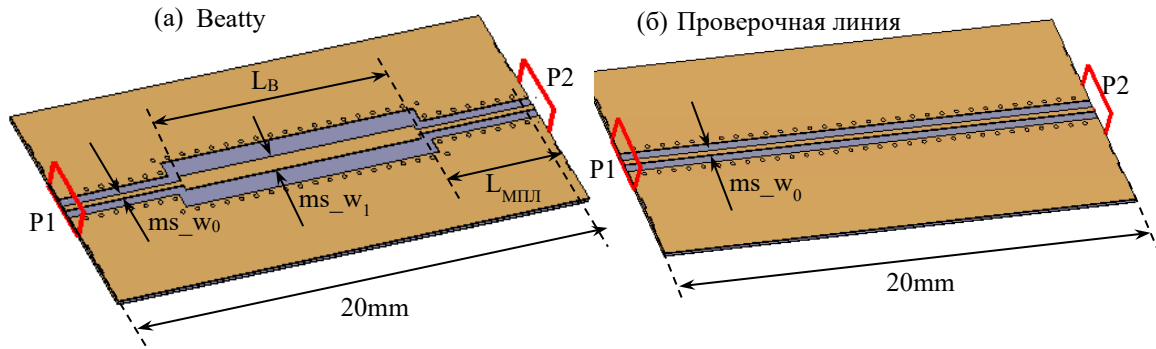 (а) Beatty
(б) Проверочная линия
L_B
P2
P2
P1
P1
ms_w₀
ms_w₁
L_МПЛ
ms_w₀
20mm
20mm